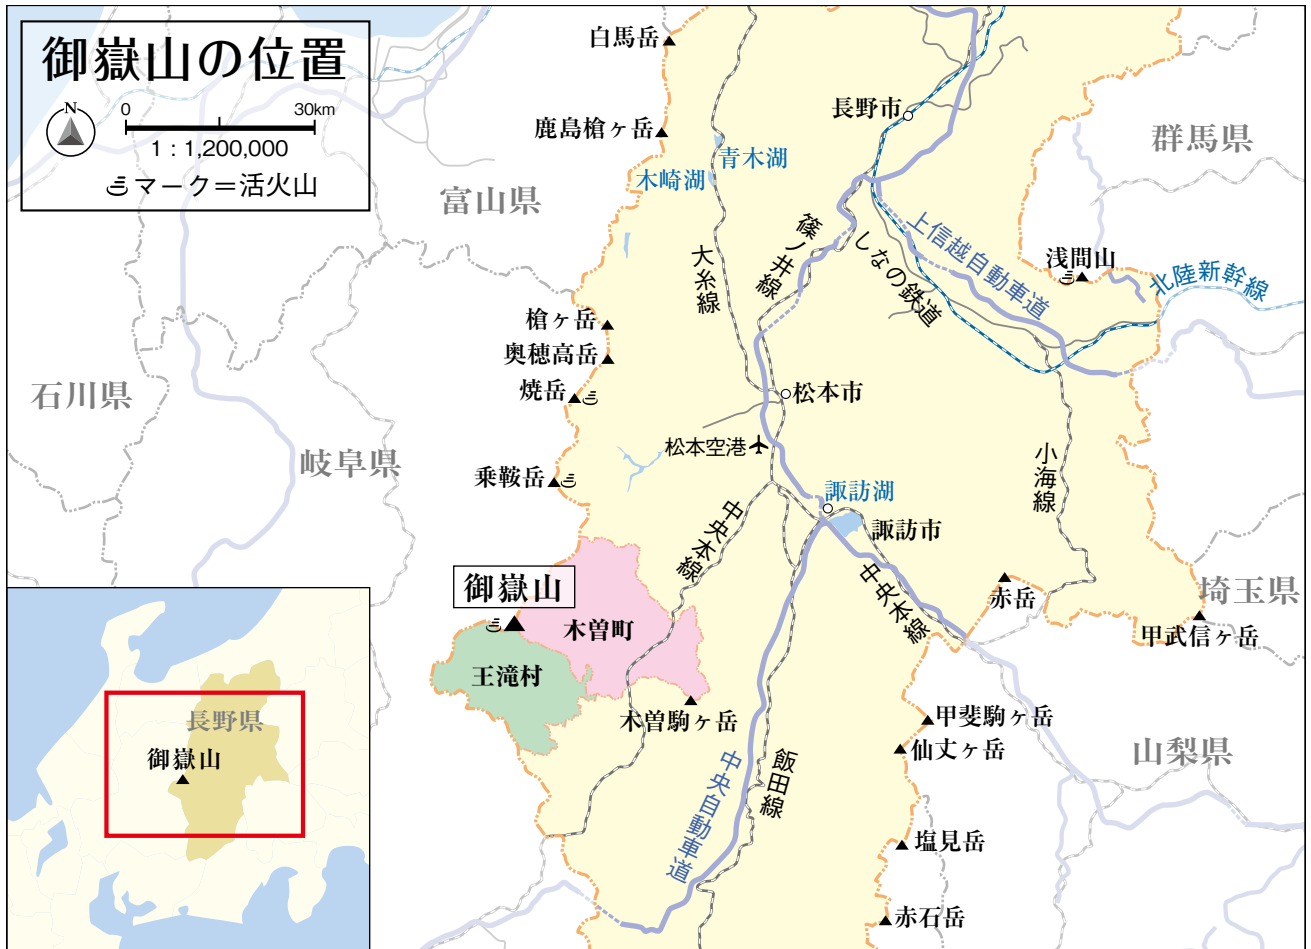 御嶽山の位置
N
0 30km
1 : 1,200,000
マーク＝活火山
白馬岳
鹿島槍ヶ岳
長野市
青木湖
木崎湖
群馬県
富山県
篠ノ井線
大糸線
しなの鉄道
上信越自動車道
浅間山
北陸新幹線
槍ヶ岳
奥穂高岳
焼岳
石川県
松本市
岐阜県
松本空港
小海線
乗鞍岳
諏訪湖
諏訪市
中央本線
中央本線
御嶽山
赤岳
埼玉県
木曽町
甲武信ヶ岳
王滝村
木曽駒ヶ岳
甲斐駒ヶ岳
仙丈ヶ岳
山梨県
長野県
御嶽山
中央自動車道
飯田線
塩見岳
赤石岳